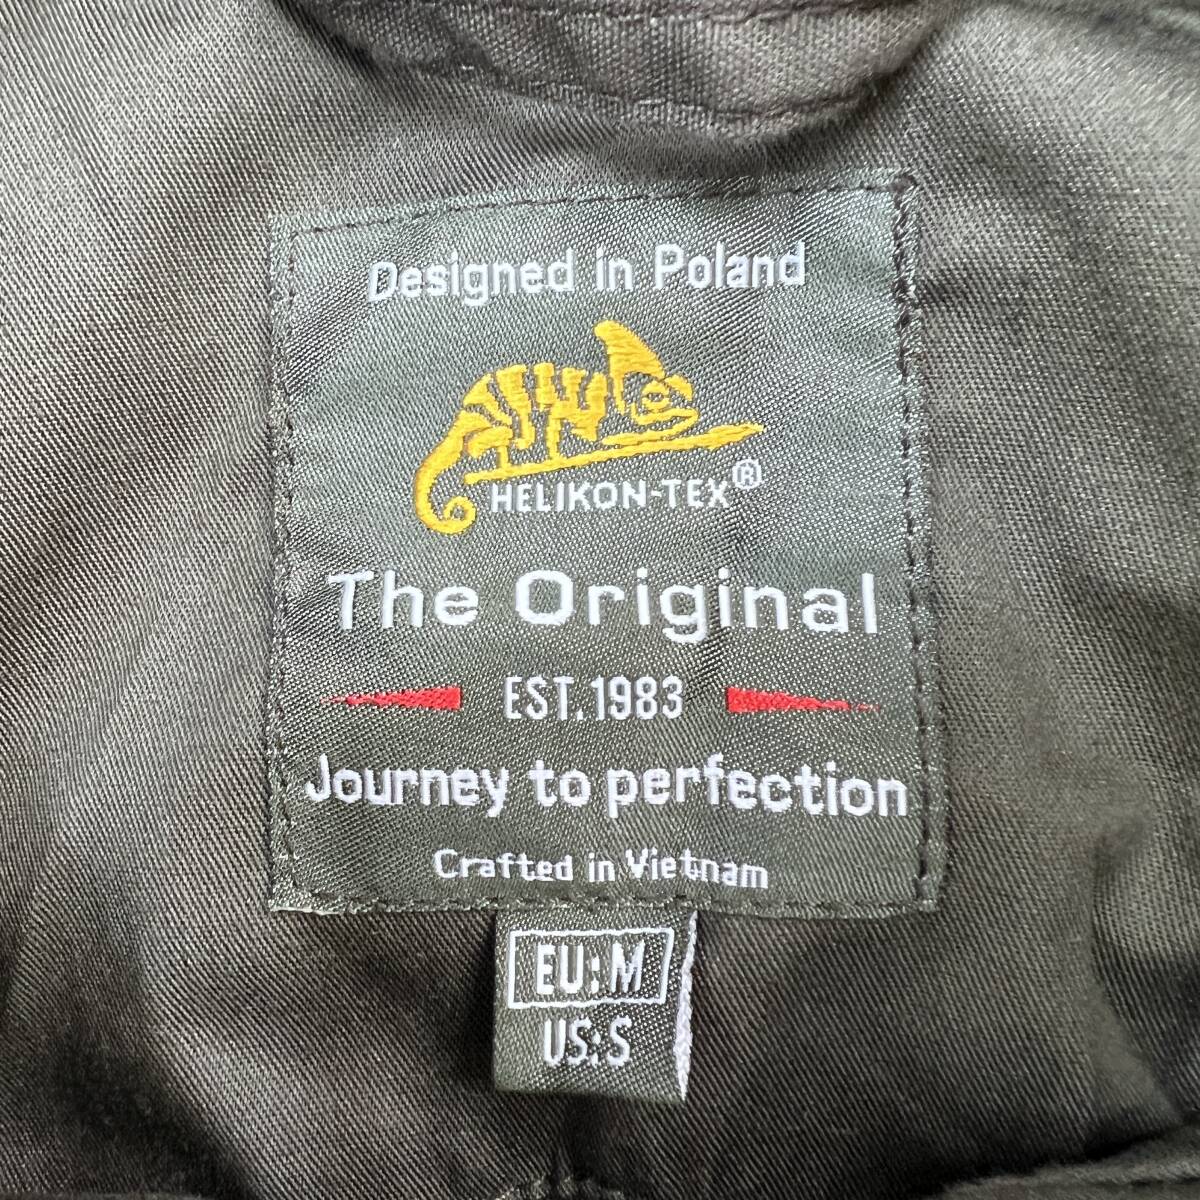 Designed in Poland
HELIKON-TEX®
The Original
EST.1983
Journey to perfection
Crafted in Vietnam
EU:M
US:S